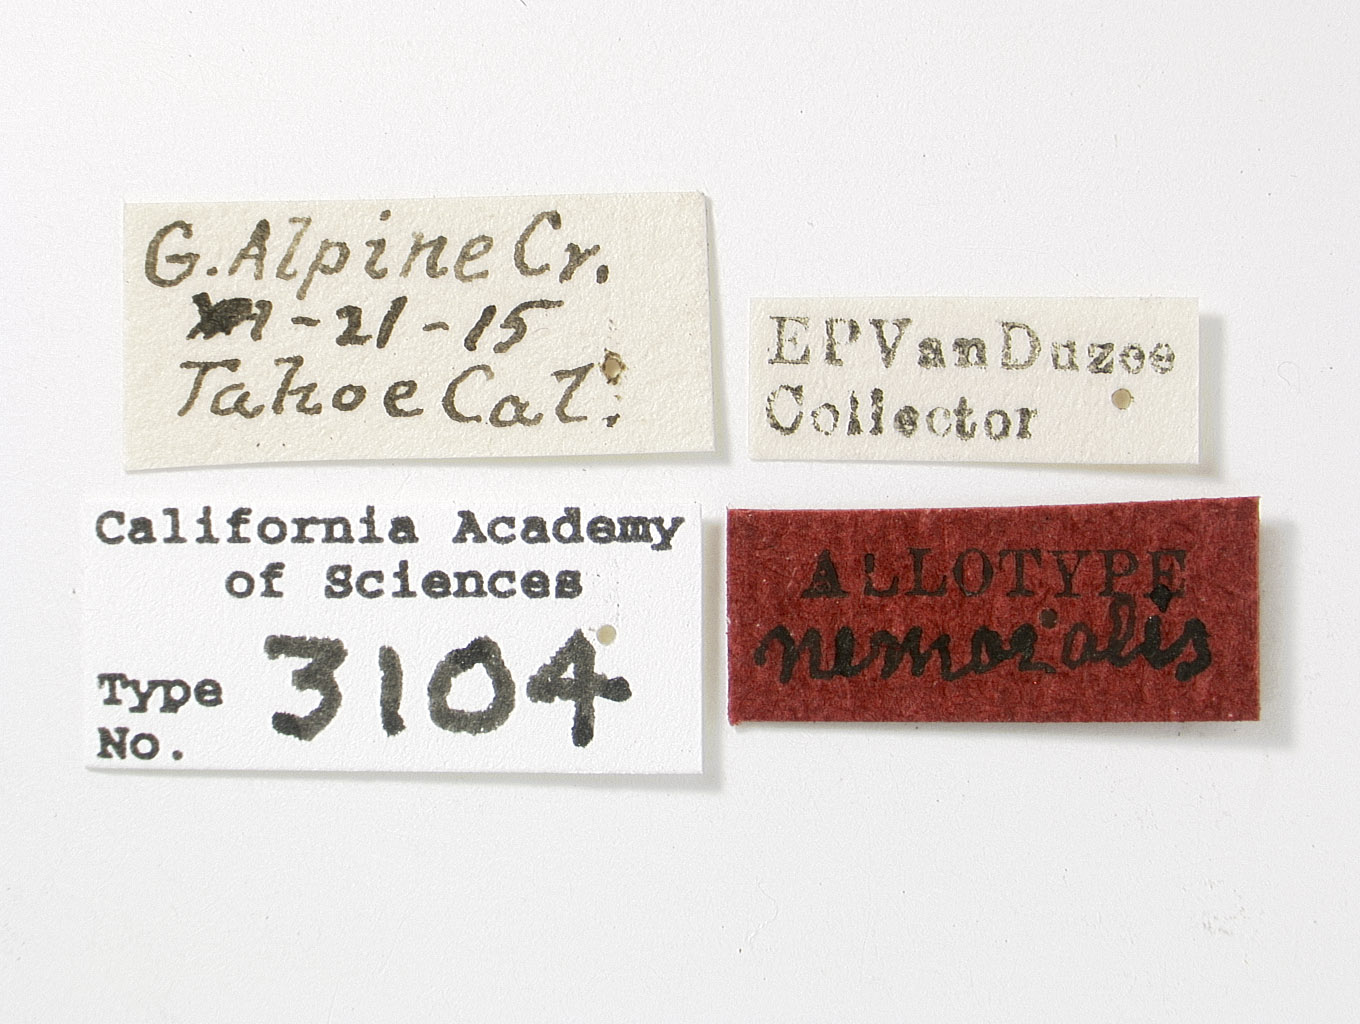 G. Alpine Cr.
-21-15
Tahoe Cal.
EPVanDuzee
Collector
California Academy
of Sciences
Type No. 3104
ALLOTYPE
nemoralis